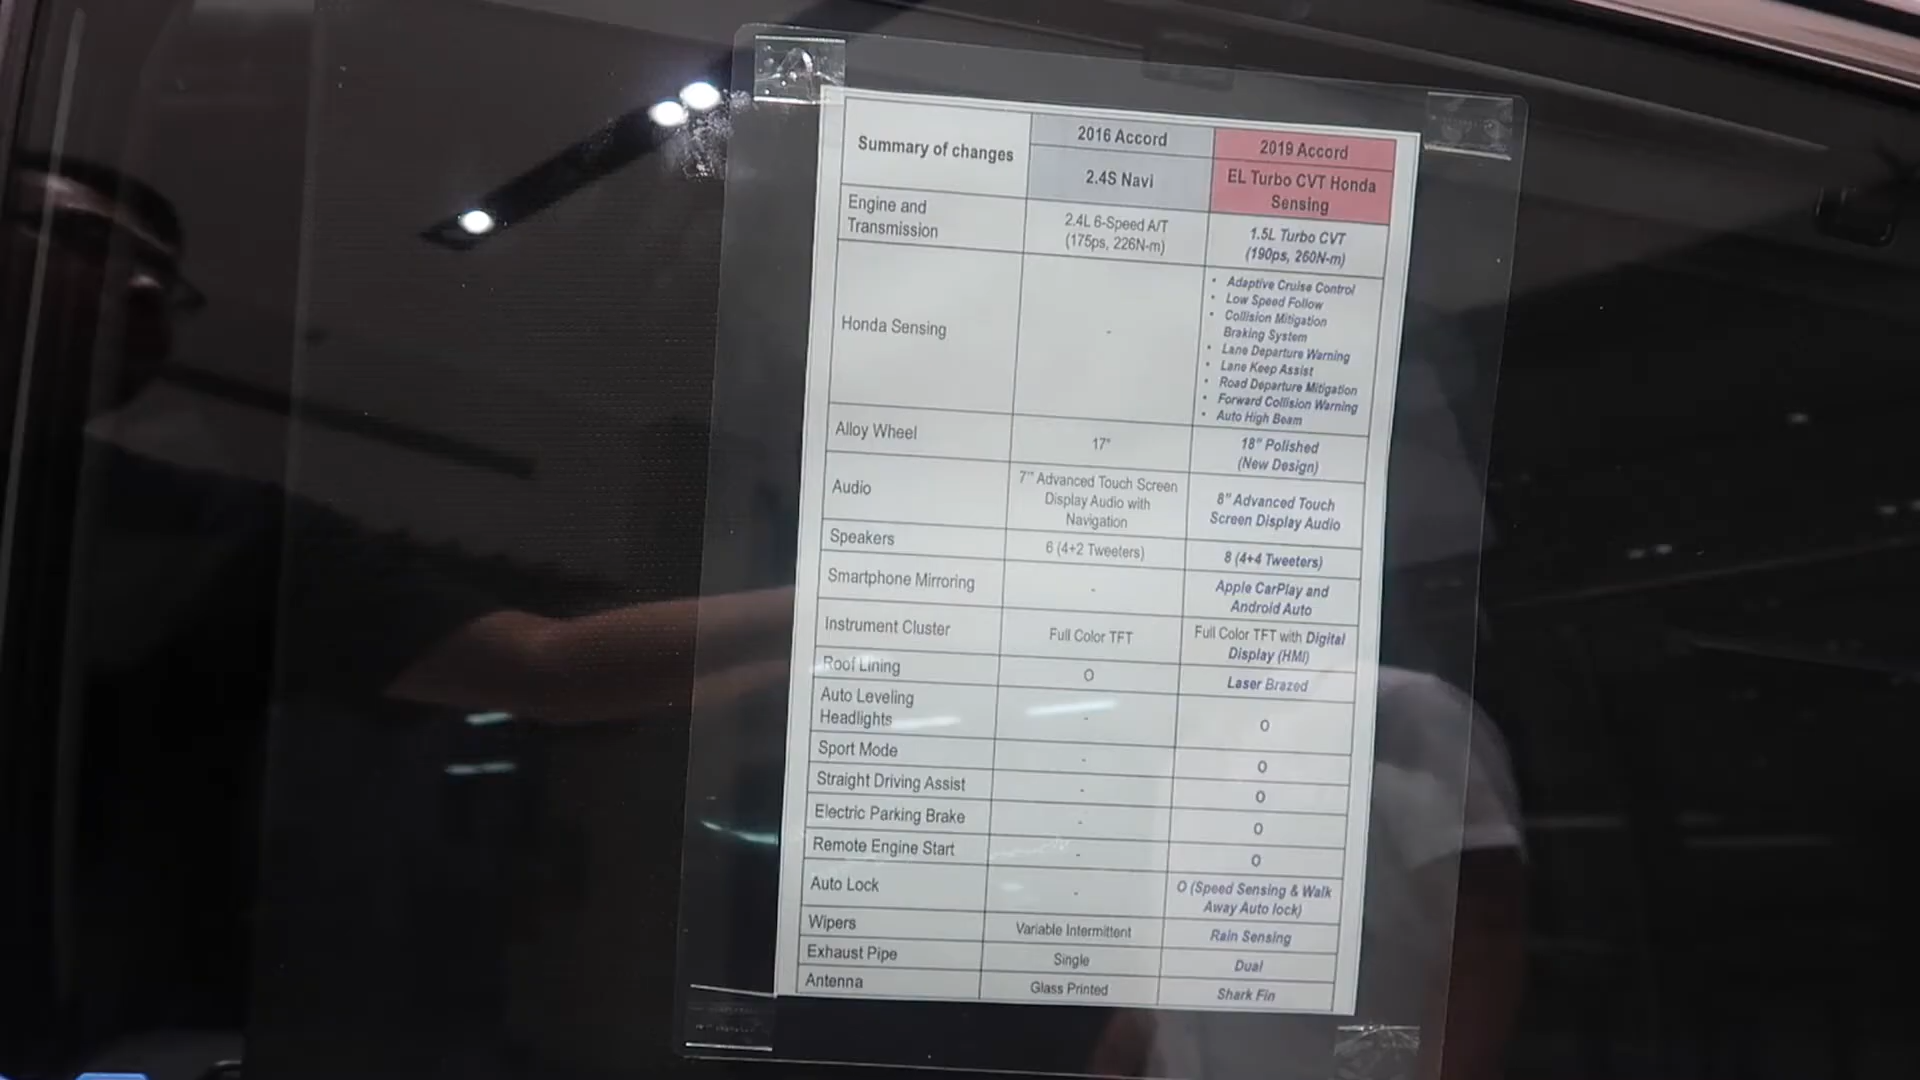 Summary of changes
2016 Accord
2019 Accord
2.4S Navi
EL Turbo CVT Honda
Sensing
Engine and
Transmission
2.4L 6-Speed A/T
(175ps, 226N-m)
1.5L Turbo CVT
(190ps, 260N-m)
Honda Sensing
-
• Adaptive Cruise Control
• Low Speed Follow
• Collision Mitigation
Braking System
• Lane Departure Warning
• Lane Keep Assist
• Road Departure Mitigation
• Forward Collision Warning
• Auto High Beam
Alloy Wheel
17"
18" Polished
(New Design)
Audio
7" Advanced Touch Screen
Display Audio with
Navigation
8" Advanced Touch
Screen Display Audio
Speakers
6 (4+2 Tweeters)
8 (4+4 Tweeters)
Smartphone Mirroring
-
Apple CarPlay and
Android Auto
Instrument Cluster
Full Color TFT
Full Color TFT with Digital
Display (HMI)
Roof Lining
O
Laser Brazed
Auto Leveling
Headlights
-
O
Sport Mode
-
O
Straight Driving Assist
-
O
Electric Parking Brake
-
O
Remote Engine Start
-
O
Auto Lock
-
O (Speed Sensing & Walk
Away Auto lock)
Wipers
Variable Intermittent
Rain Sensing
Exhaust Pipe
Single
Dual
Antenna
Glass Printed
Shark Fin